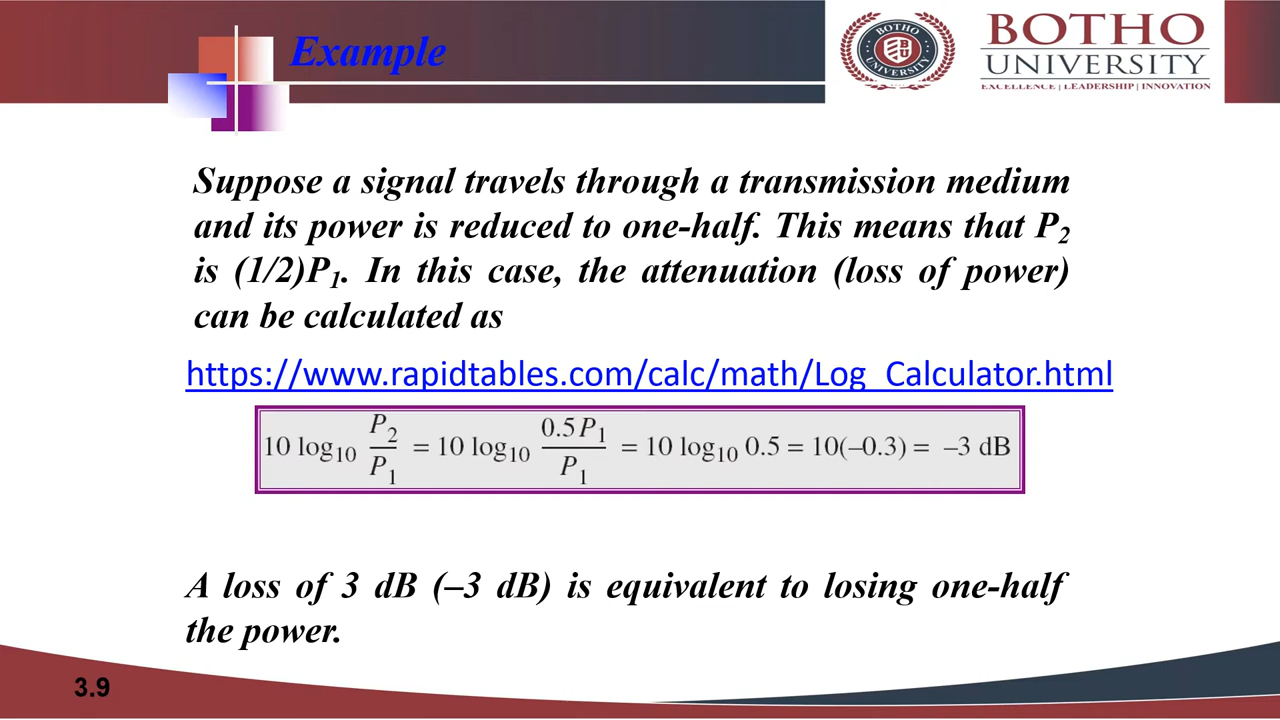 Example
BOTHO
UNIVERSITY
EXCELLENCE | LEADERSHIP | INNOVATION
BOTHO
UNIVERSITY
BU
Suppose a signal travels through a transmission medium
and its power is reduced to one-half. This means that P2
is (1/2)P1. In this case, the attenuation (loss of power)
can be calculated as
https://www.rapidtables.com/calc/math/Log_Calculator.html
10 log10 P2/P1 = 10 log10 0.5P1/P1 = 10 log10 0.5 = 10(–0.3) = –3 dB
A loss of 3 dB (–3 dB) is equivalent to losing one-half
the power.
3.9